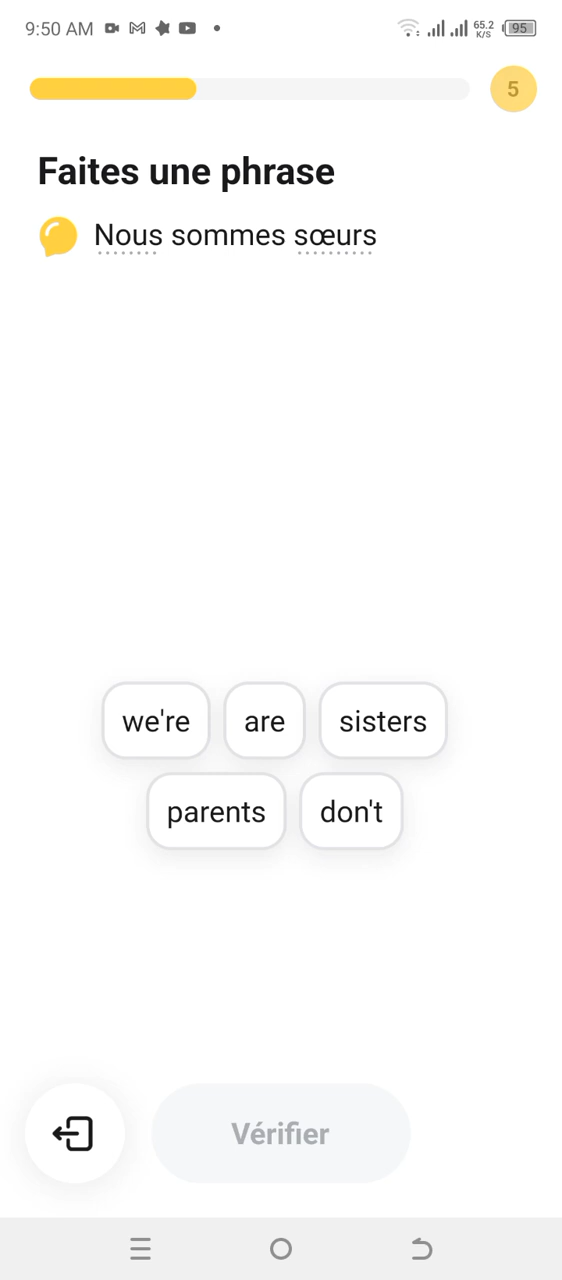 9:50 AM
65.2
K/S
95
5
Faites une phrase
Nous sommes sœurs
we're are sisters
parents don't
Vérifier